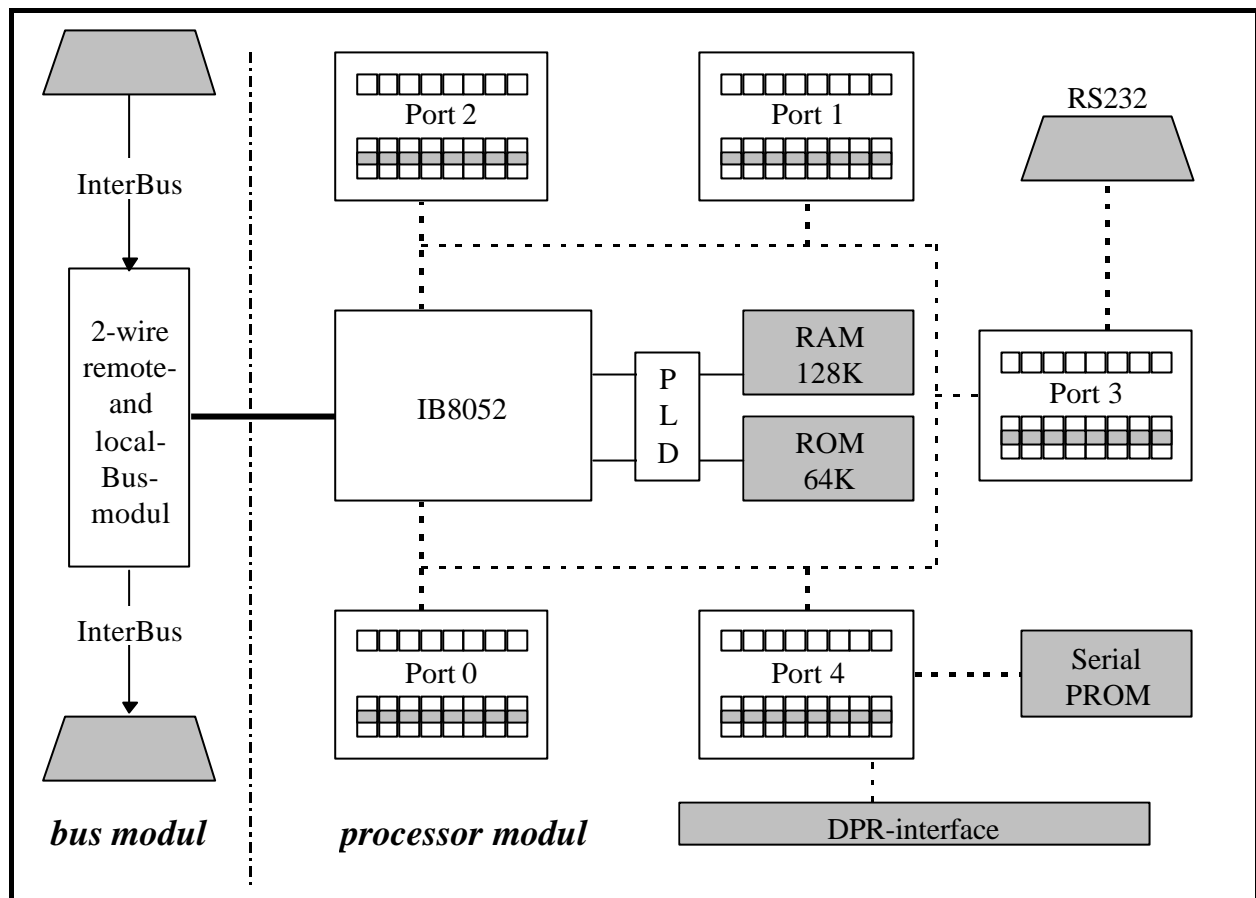 InterBus
2-wire
remote-
and
local-
Bus-
modul
InterBus
bus modul
Port 2
Port 1
RS232
IB8052
P
L
D
RAM
128K
ROM
64K
Port 3
Port 0
Port 4
Serial
PROM
DPR-interface
processor modul